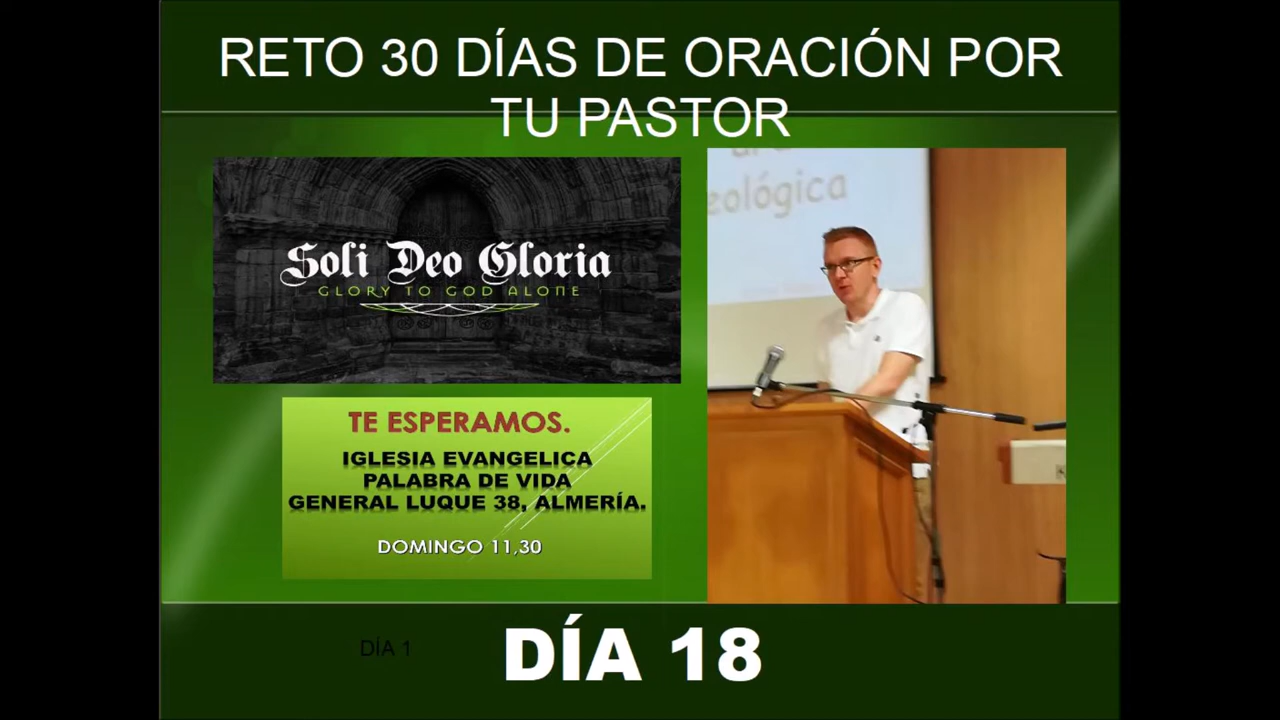 RETO 30 DÍAS DE ORACIÓN POR
TU PASTOR
Soli Deo Gloria
GLORY TO GOD ALONE
eológica
TE ESPERAMOS.
IGLESIA EVANGELICA
PALABRA DE VIDA
GENERAL LUQUE 38, ALMERÍA.
DOMINGO 11,30
DÍA 1
DÍA 18